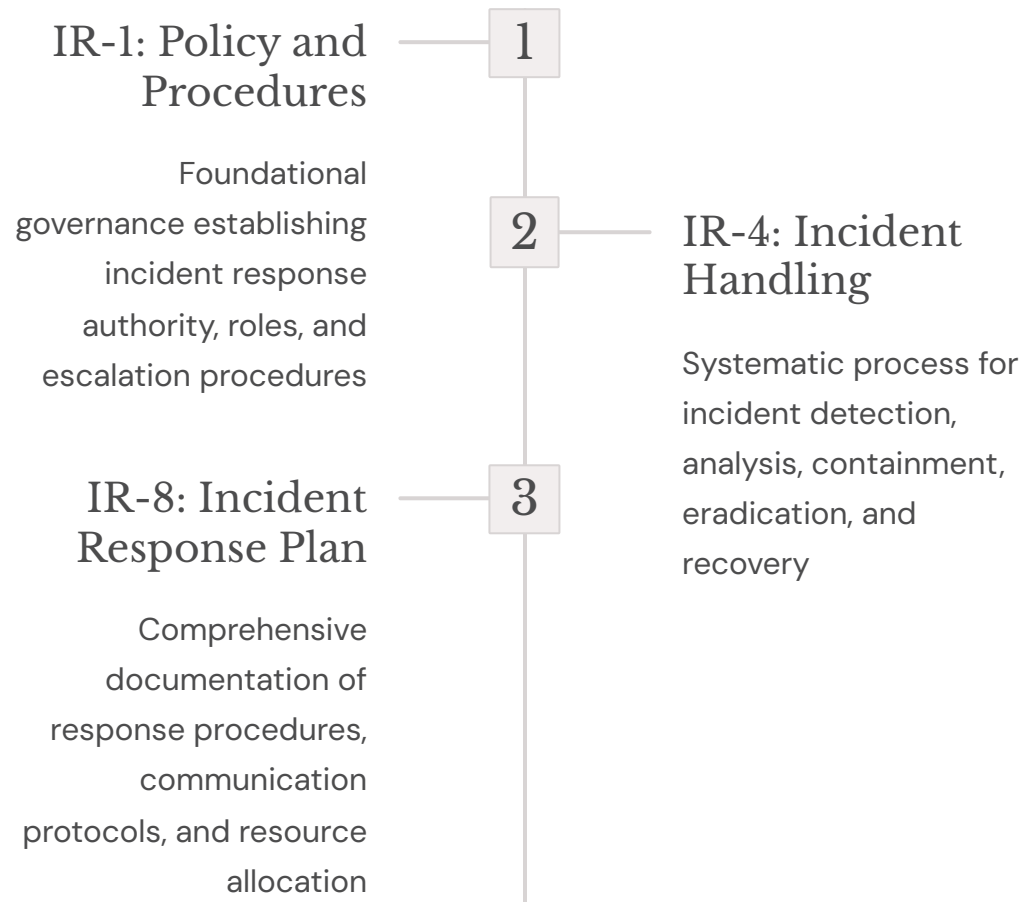 1
IR-1: Policy and
Procedures
Foundational
governance establishing
incident response
authority, roles, and
escalation procedures
2
IR-4: Incident
Handling
Systematic process for
incident detection,
analysis, containment,
eradication, and
recovery
3
IR-8: Incident
Response Plan
Comprehensive
documentation of
response procedures,
communication
protocols, and resource
allocation